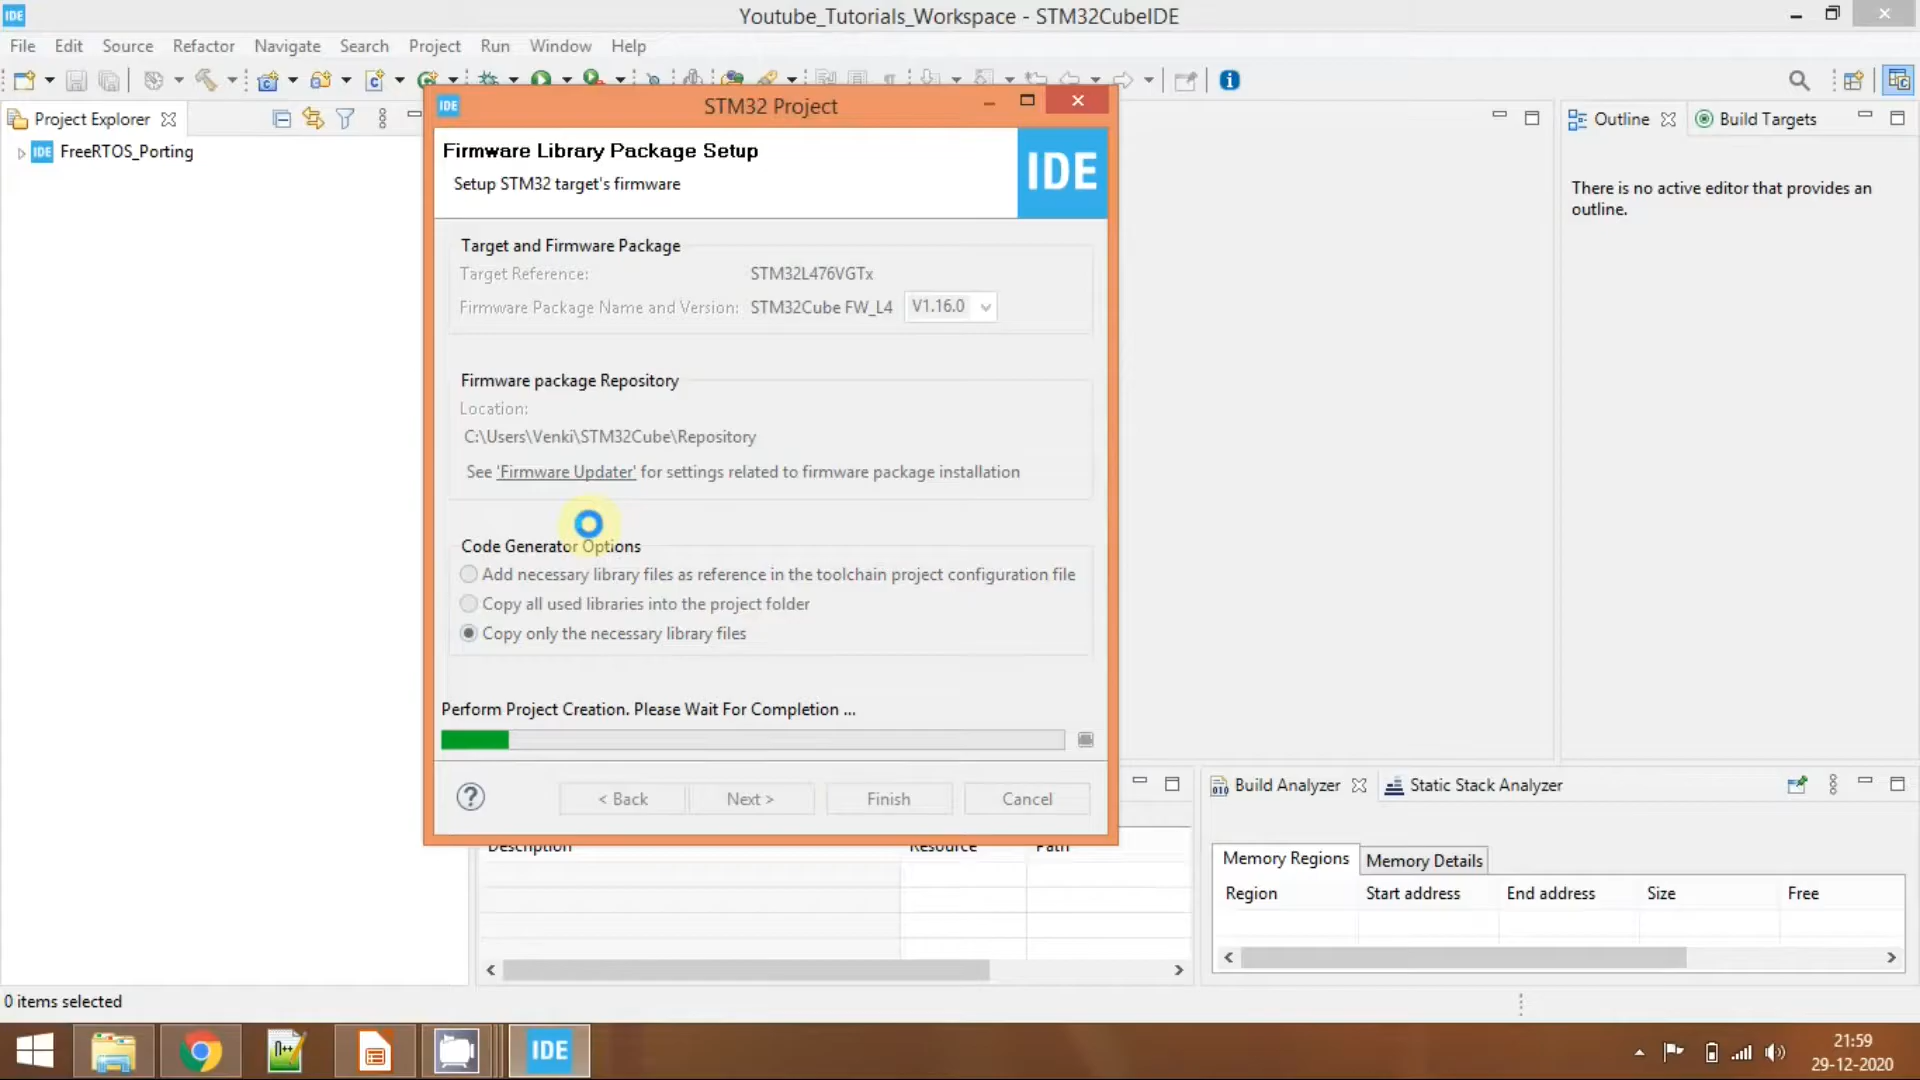 IDE
Youtube_Tutorials_Workspace - STM32CubeIDE
File Edit Source Refactor Navigate Search Project Run Window Help
Project Explorer
IDE FreeRTOS_Porting
IDE STM32 Project
Firmware Library Package Setup
Setup STM32 target's firmware
IDE
Target and Firmware Package
Target Reference: STM32L476VGTx
Firmware Package Name and Version: STM32Cube FW_L4 V1.16.0
Firmware package Repository
Location:
C:\Users\Venki\STM32Cube\Repository
See 'Firmware Updater' for settings related to firmware package installation
Code Generator Options
Add necessary library files as reference in the toolchain project configuration file
Copy all used libraries into the project folder
Copy only the necessary library files
Perform Project Creation. Please Wait For Completion ...
< Back Next > Finish Cancel
Outline Build Targets
There is no active editor that provides an
outline.
Description Resource Path
Build Analyzer Static Stack Analyzer
Memory Regions Memory Details
Region Start address End address Size Free
0 items selected
IDE
21:59
29-12-2020